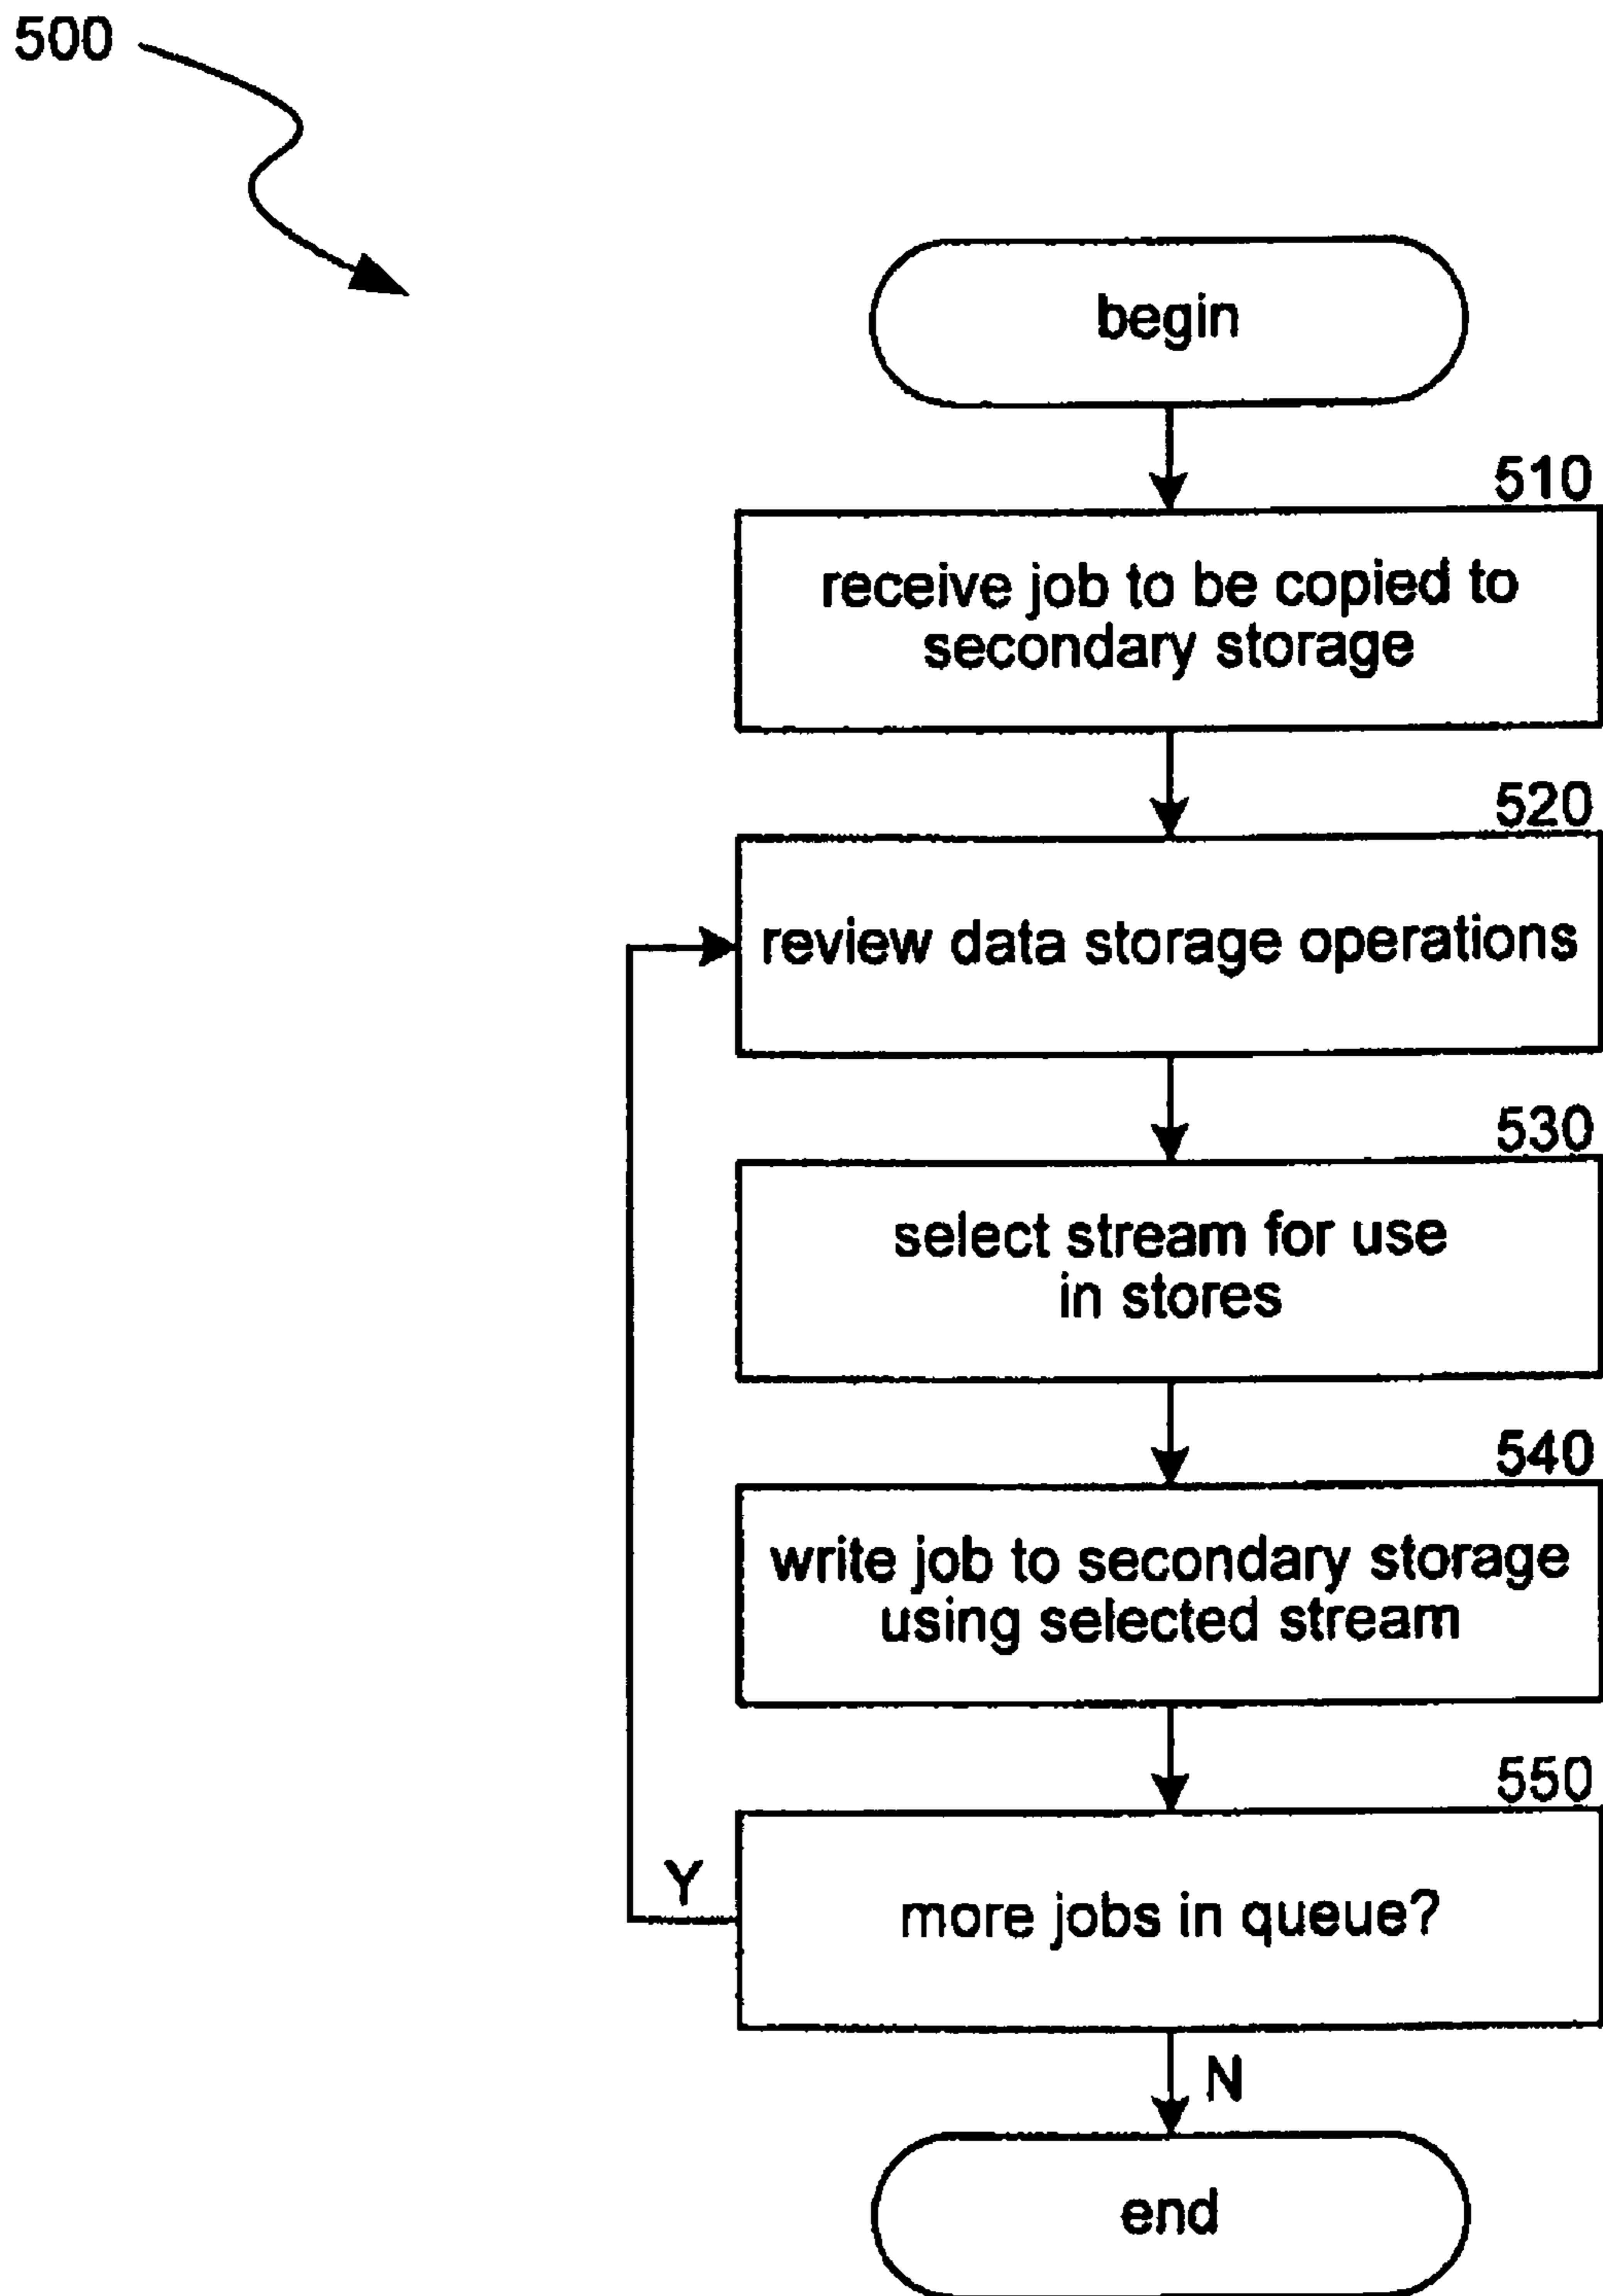 500
begin
510
receive job to be copied to
secondary storage
520
review data storage operations
530
select stream for use
in stores
540
write job to secondary storage
using selected stream
550
Y
more jobs in queue?
N
end